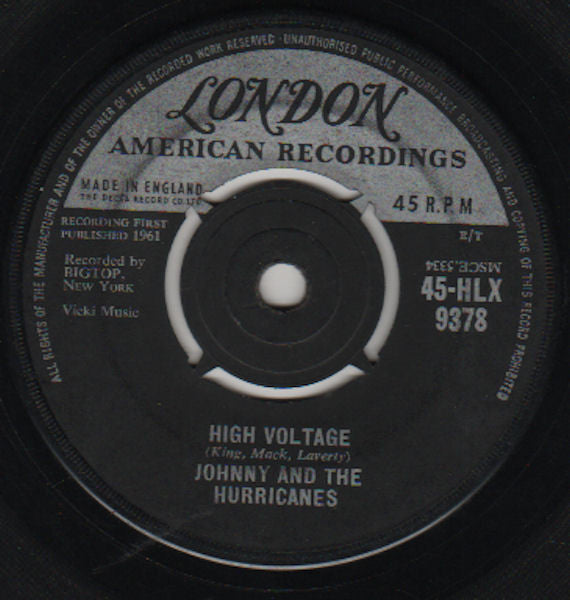 ALL RIGHTS OF THE MANUFACTURER AND OF THE OWNER OF THE RECORDED WORK RESERVED · UNAUTHORISED PUBLIC PERFORMANCE, BROADCASTING AND COPYING OF THIS RECORD PROHIBITED
LONDON
AMERICAN RECORDINGS
MADE IN ENGLAND
THE DECCA RECORD CO LTD
45 R.P.M
RECORDING FIRST
PUBLISHED 1961
E/T
Recorded by
BIGTOP,
NEW YORK
MSCE.5334
45-HLX
9378
Vicki Music
HIGH VOLTAGE
(King, Mack, Laverty)
JOHNNY AND THE
HURRICANES